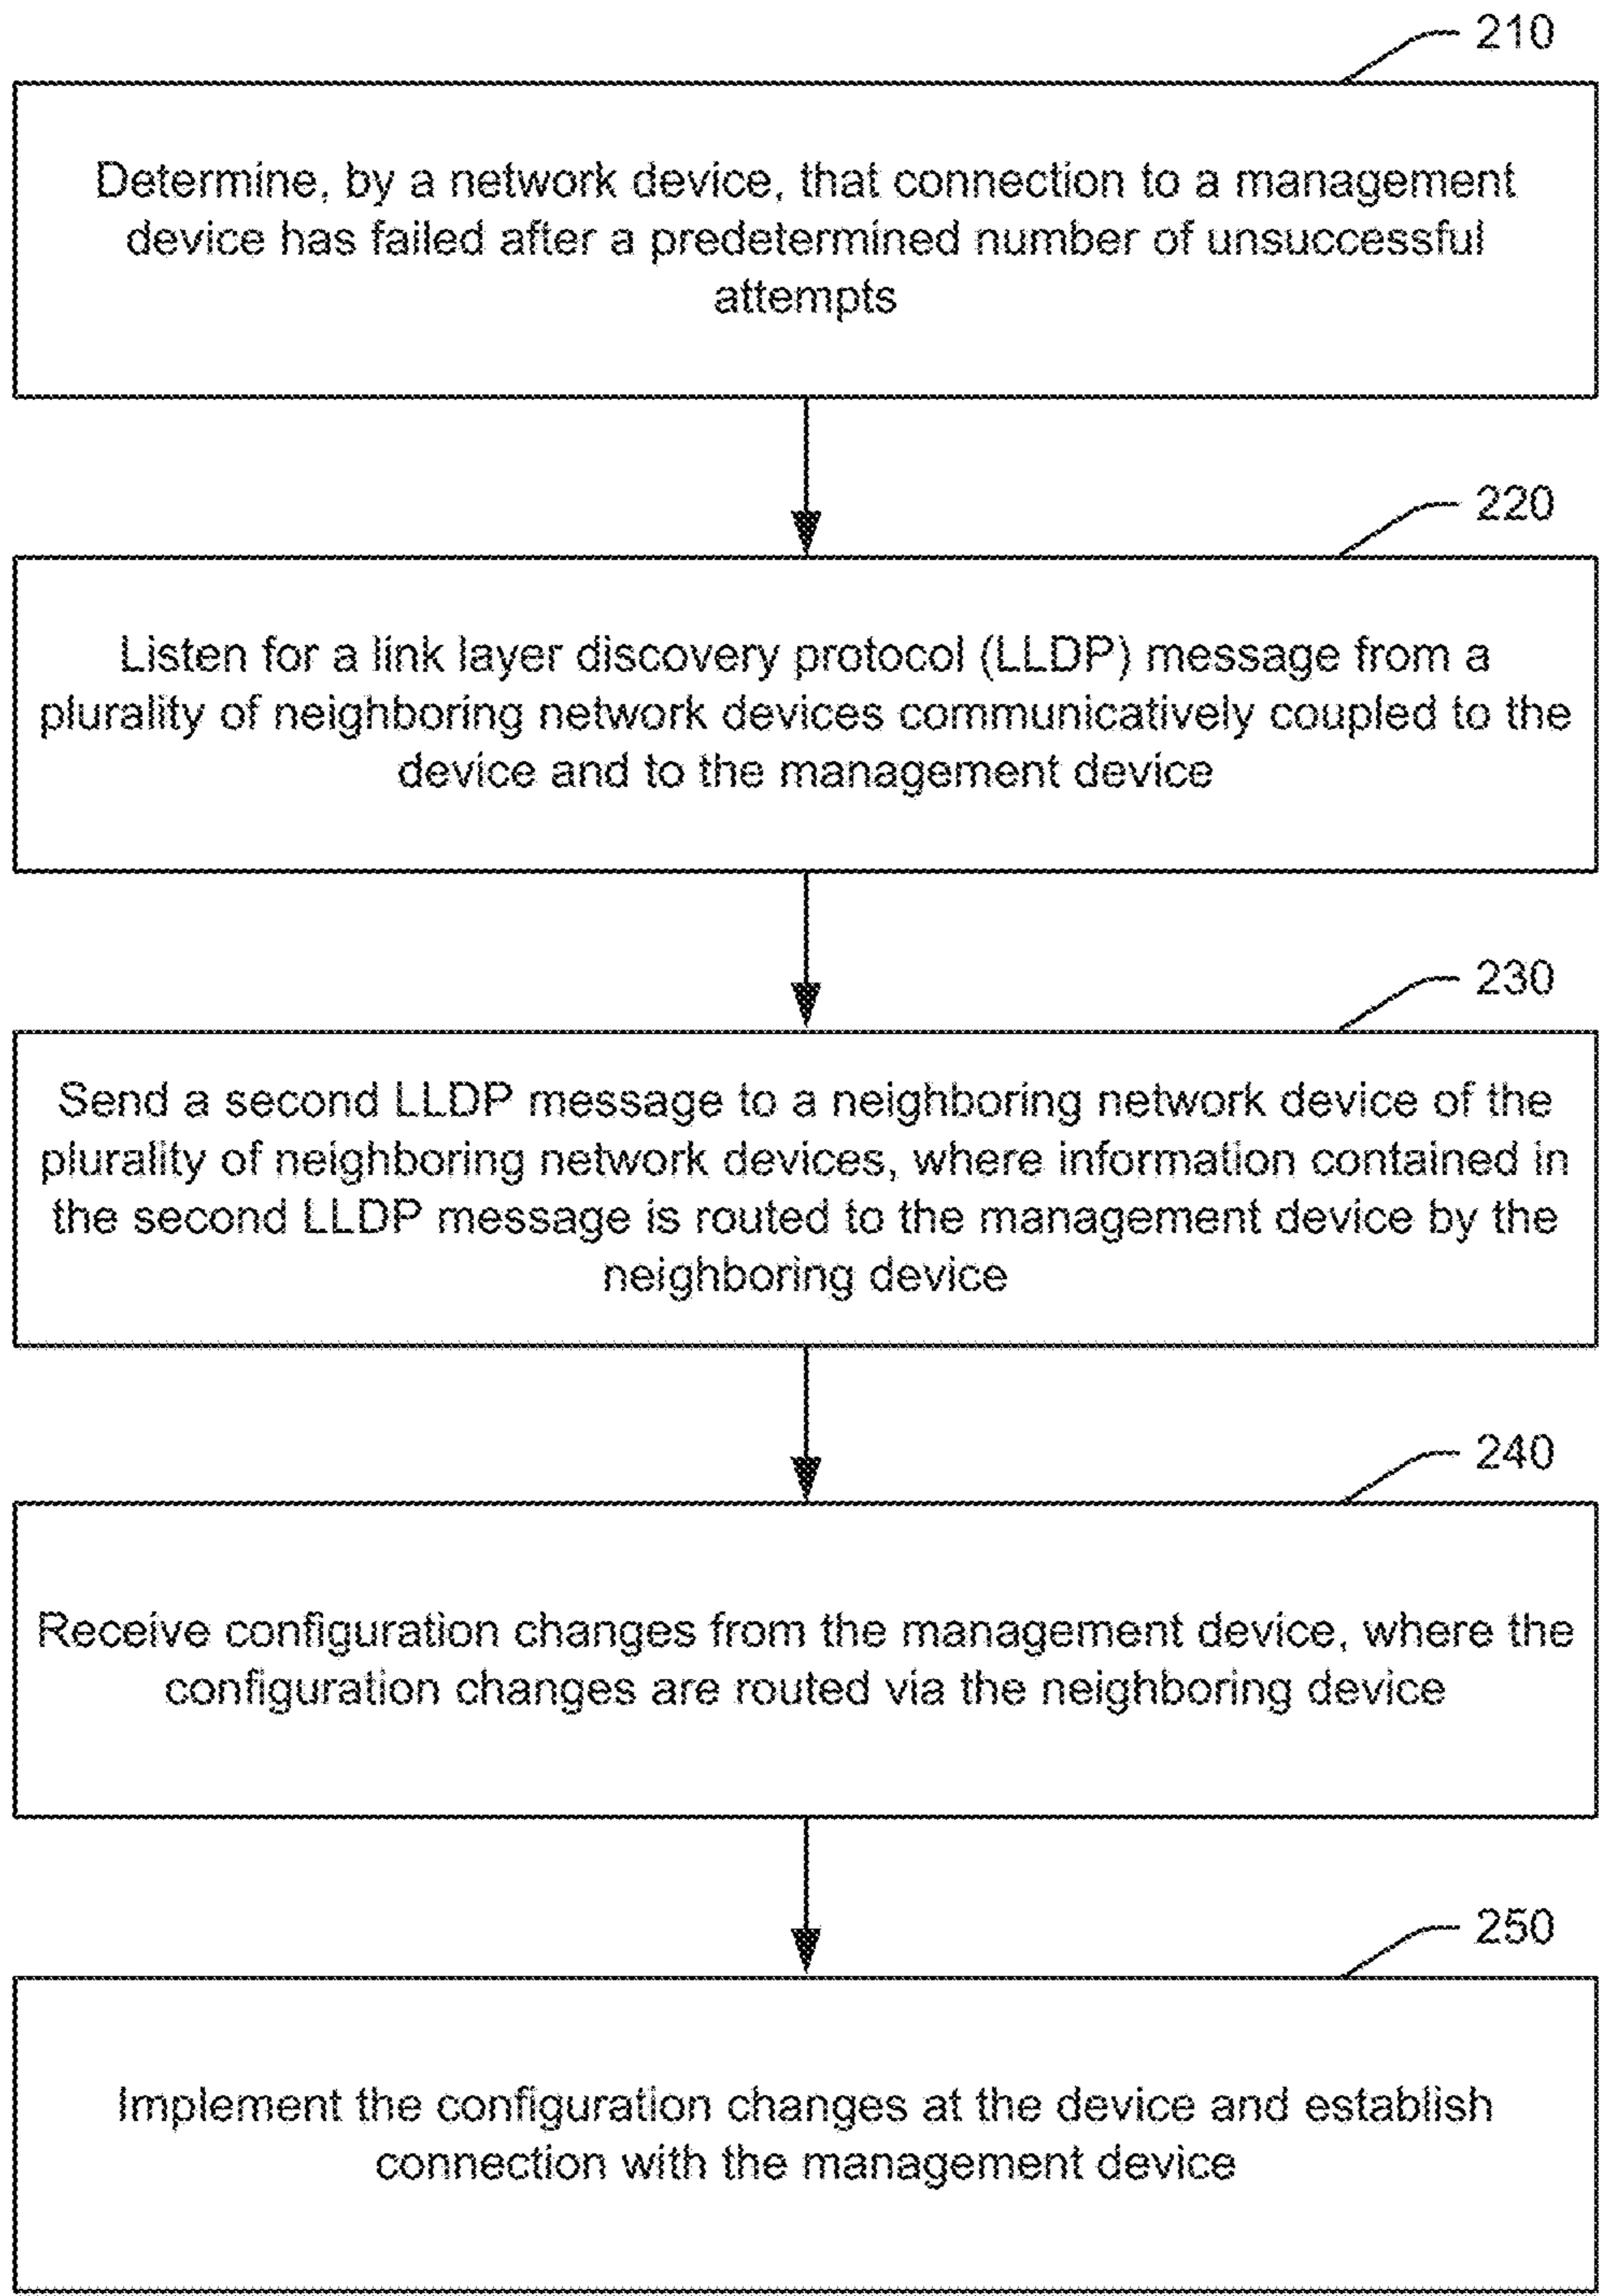 210
Determine, by a network device, that connection to a management
device has failed after a predetermined number of unsuccessful
attempts
220
Listen for a link layer discovery protocol (LLDP) message from a
plurality of neighboring network devices communicatively coupled to the
device and to the management device
230
Send a second LLDP message to a neighboring network device of the
plurality of neighboring network devices, where information contained in
the second LLDP message is routed to the management device by the
neighboring device
240
Receive configuration changes from the management device, where the
configuration changes are routed via the neighboring device
250
Implement the configuration changes at the device and establish
connection with the management device